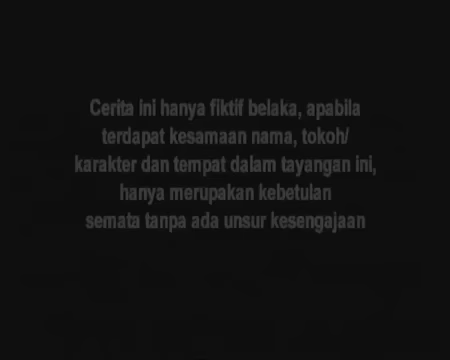 Cerita ini hanya fiktif belaka, apabila
terdapat kesamaan nama, tokoh/
karakter dan tempat dalam tayangan ini,
hanya merupakan kebetulan
semata tanpa ada unsur kesengajaan